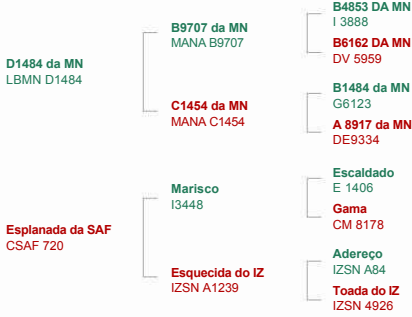 B4853 DA MN
I 3888
B9707 da MN
MANA B9707
B6162 DA MN
DV 5959
D1484 da MN
LBMN D1484
B1484 da MN
G6123
C1454 da MN
MANA C1454
A 8917 da MN
DE9334
Escaldado
E 1406
Marisco
I3448
Gama
CM 8178
Esplanada da SAF
CSAF 720
Adereço
IZSN A84
Esquecida do IZ
IZSN A1239
Toada do IZ
IZSN 4926